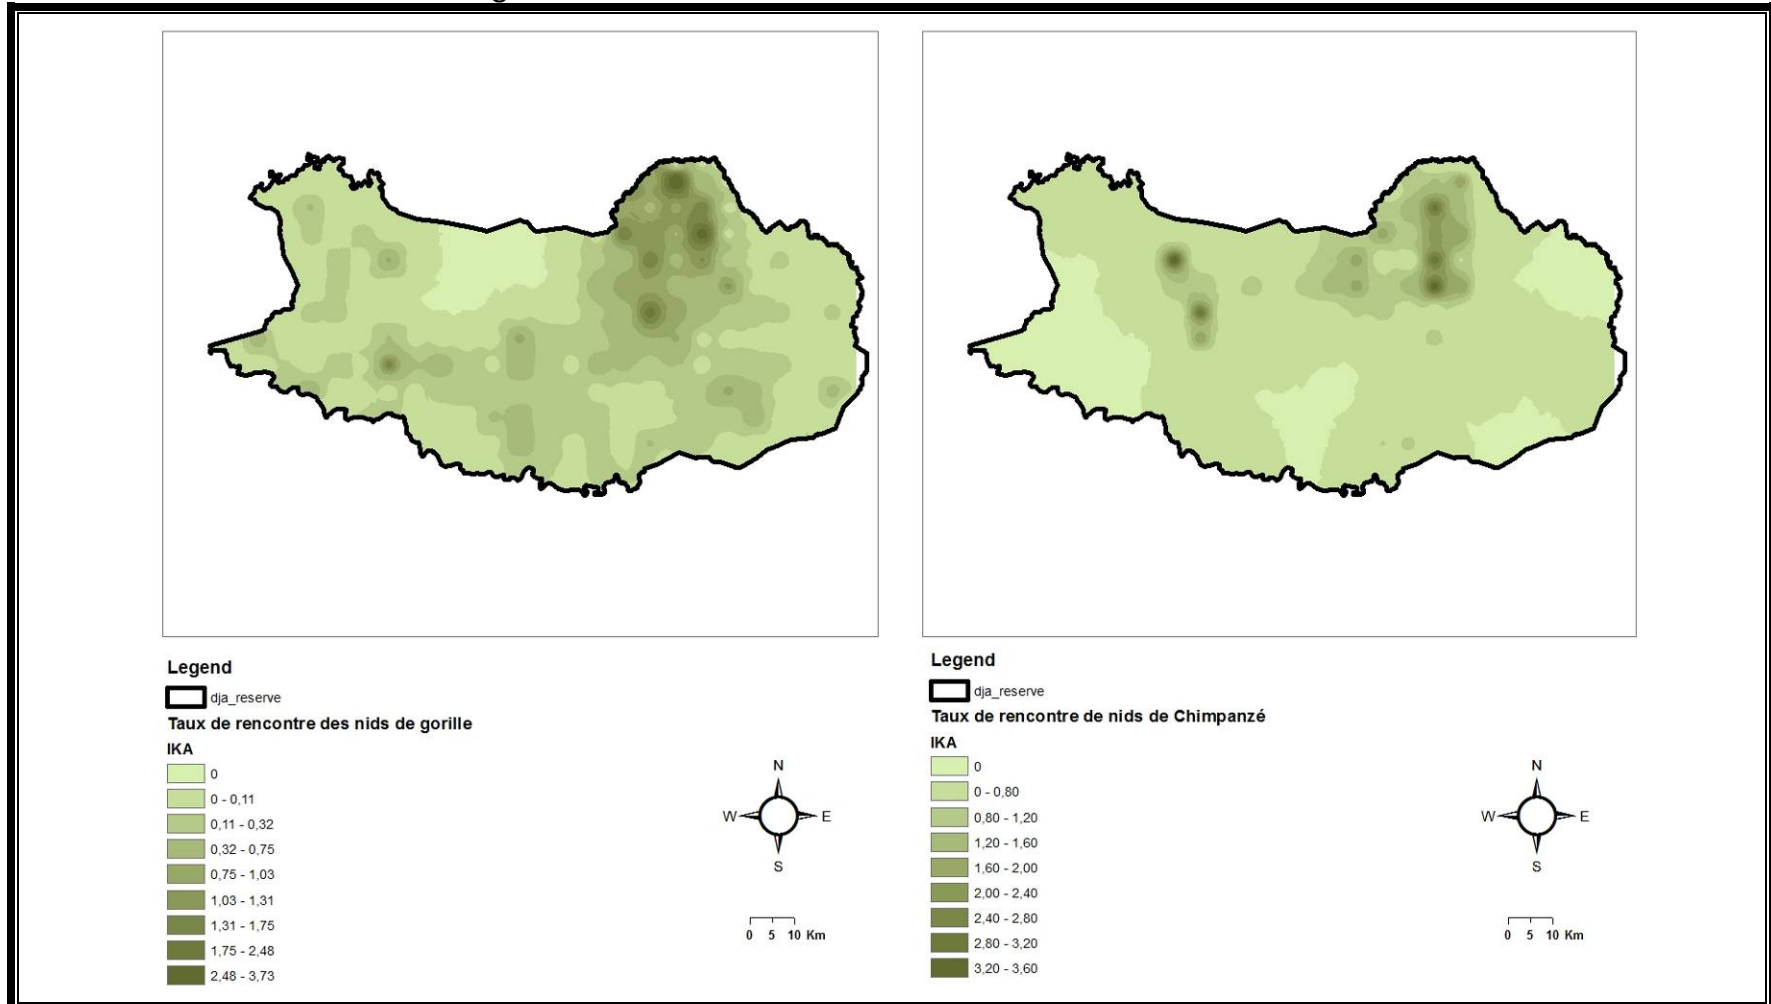 Legend
dja_reserve
Taux de rencontre des nids de gorille
IKA
0
0 - 0,11
0,11 - 0,32
0,32 - 0,75
0,75 - 1,03
1,03 - 1,31
1,31 - 1,75
1,75 - 2,48
2,48 - 3,73
N
W E
S
0 5 10 Km
Legend
dja_reserve
Taux de rencontre de nids de Chimpanzé
IKA
0
0 - 0,80
0,80 - 1,20
1,20 - 1,60
1,60 - 2,00
2,00 - 2,40
2,40 - 2,80
2,80 - 3,20
3,20 - 3,60
N
W E
S
0 5 10 Km